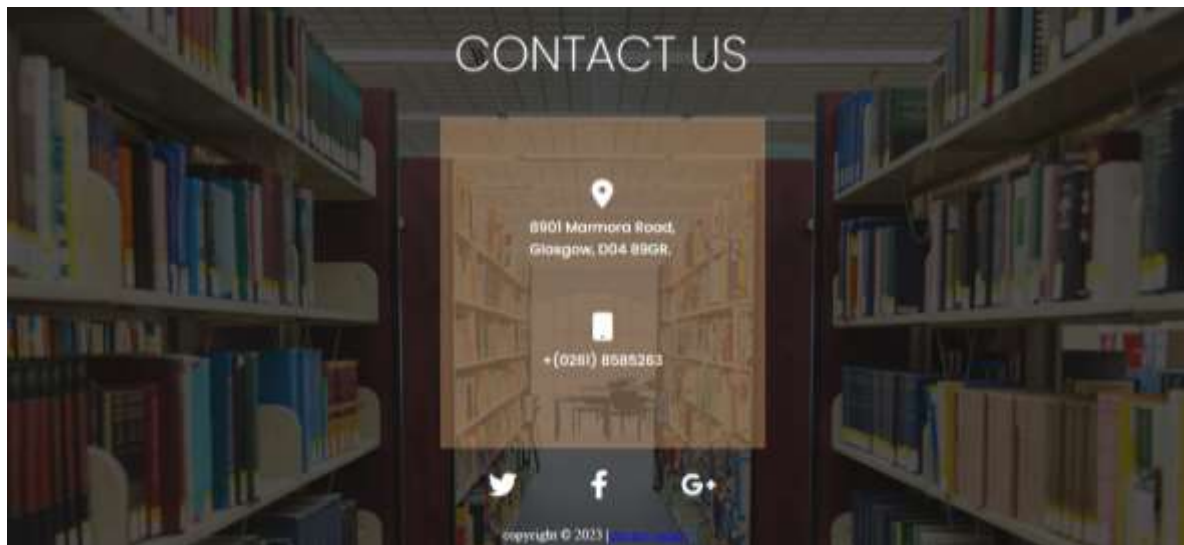 CONTACT US
8901 Marmora Road,
Glasgow, D04 89GR.
+(0261) 8585263
G+
copyright © 2023 |